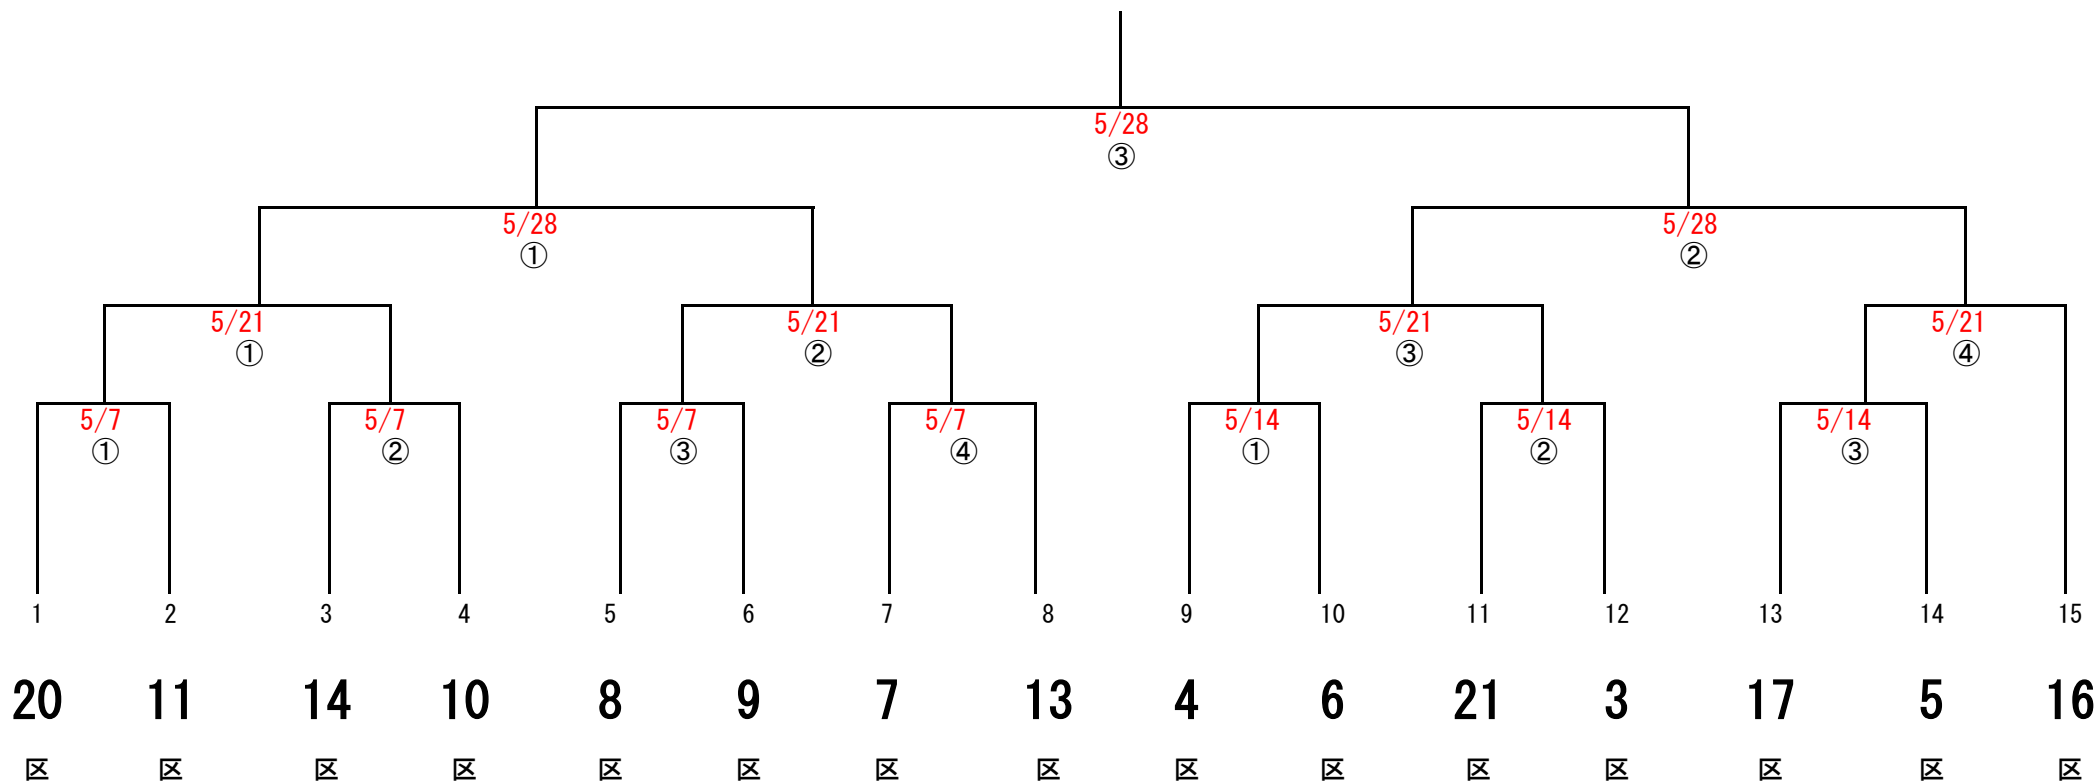 5/28
③
5/28 5/28
① ②
5/21 5/21 5/21 5/21
① ② ③ ④
5/7 5/7 5/7 5/7 5/14 5/14 5/14
① ② ③ ④ ① ② ③
1 2 3 4 5 6 7 8 9 10 11 12 13 14 15
20 11 14 10 8 9 7 13 4 6 21 3 17 5 16
区 区 区 区 区 区 区 区 区 区 区 区 区 区 区